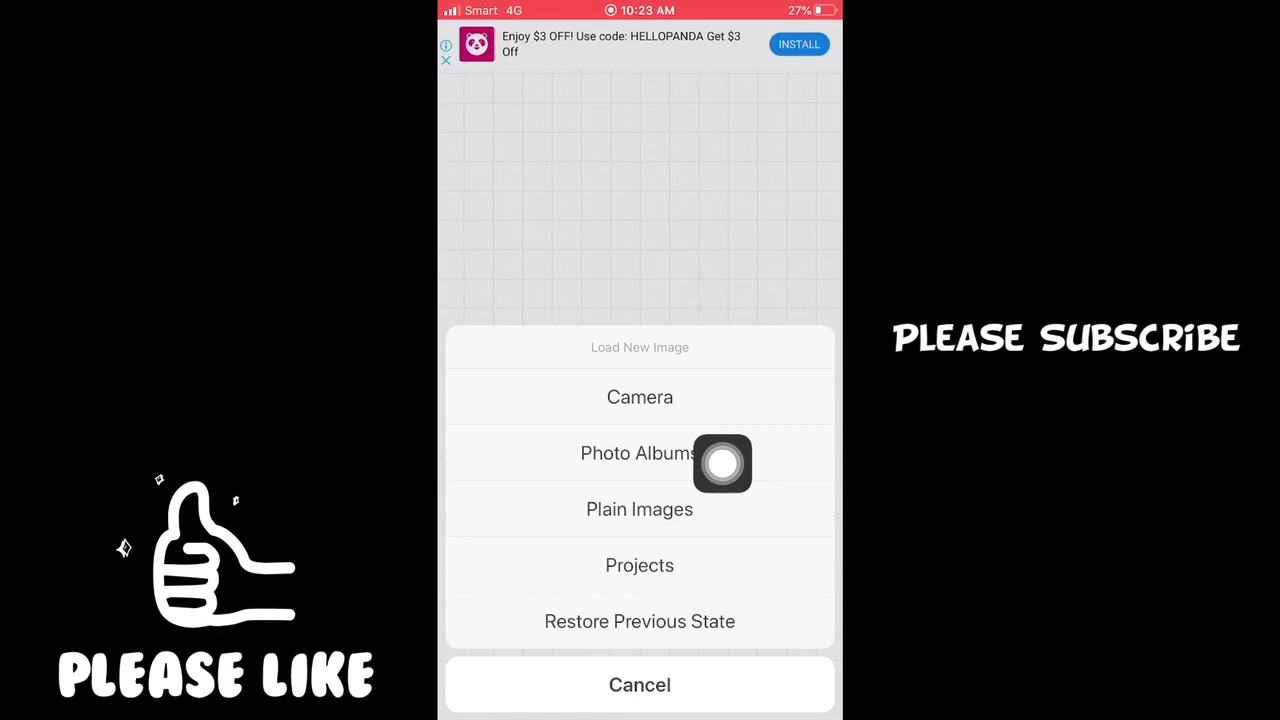 Smart 4G 10:23 AM 27%
Enjoy $3 OFF! Use code: HELLOPANDA Get $3
Off
INSTALL
Load New Image
Camera
Photo Albums
Plain Images
Projects
Restore Previous State
Cancel
PLEASE LIKE
PLEASE SUBSCRIBE